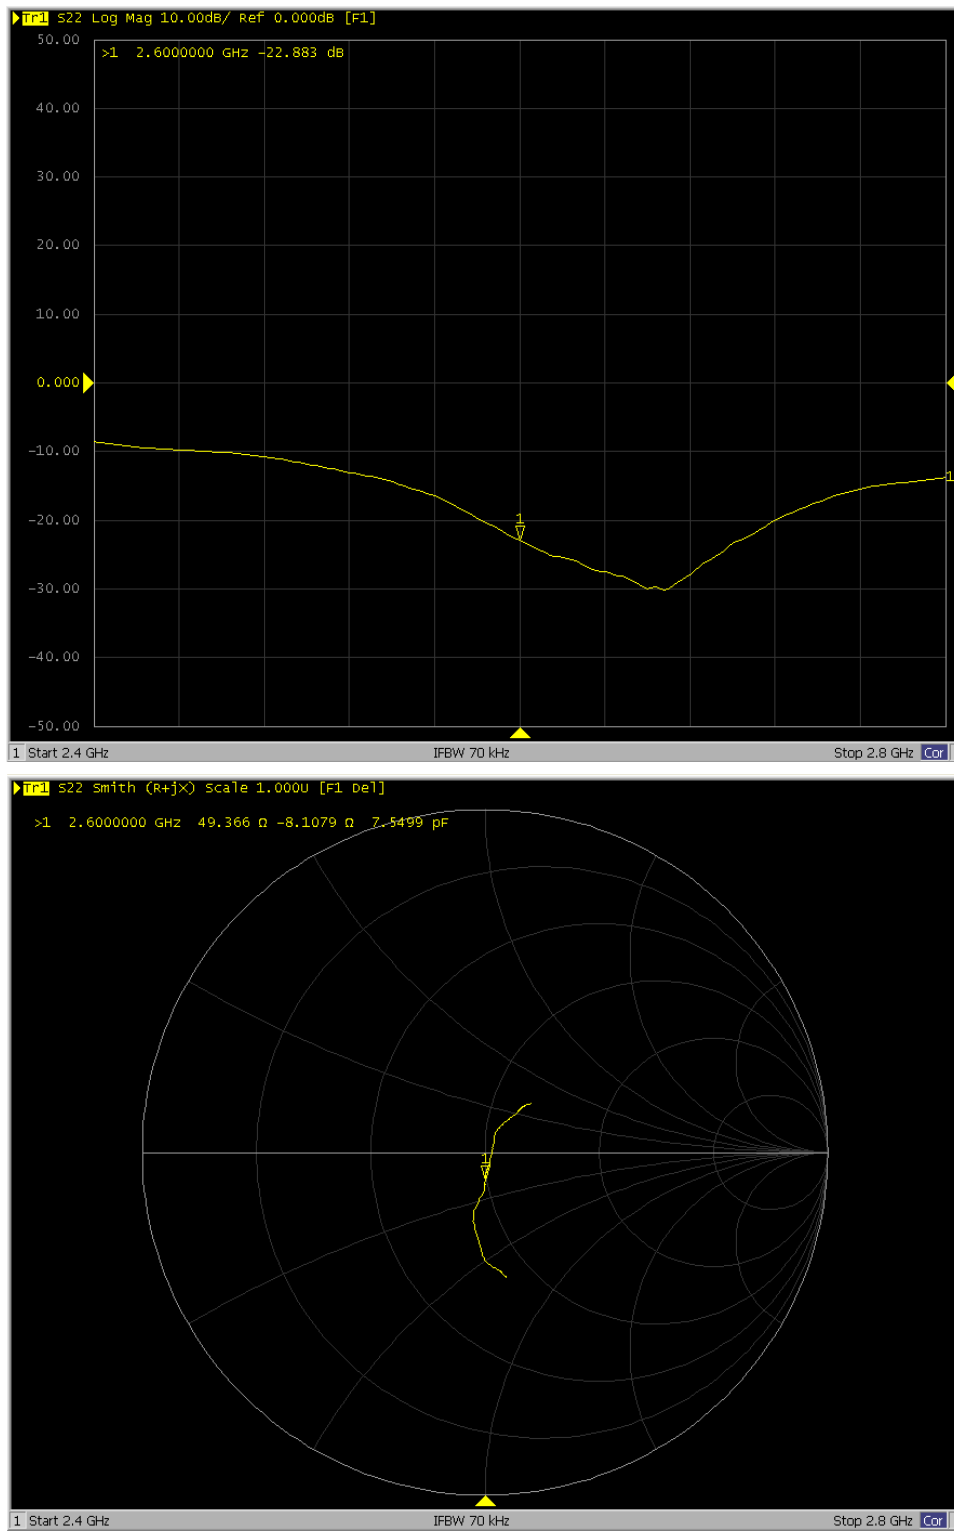 Tr1 S22 Log Mag 10.00dB/ Ref 0.000dB [F1]
50.00
>1 2.6000000 GHz -22.883 dB
40.00
30.00
20.00
10.00
0.000
-10.00
1
-20.00
1
-30.00
-40.00
-50.00
1 Start 2.4 GHz IFBW 70 kHz Stop 2.8 GHz Cor
Tr1 S22 Smith (R+jX) Scale 1.000U [F1 Del]
>1 2.6000000 GHz 49.366 Ω -8.1079 Ω 7.5499 pF
1
1 Start 2.4 GHz IFBW 70 kHz Stop 2.8 GHz Cor